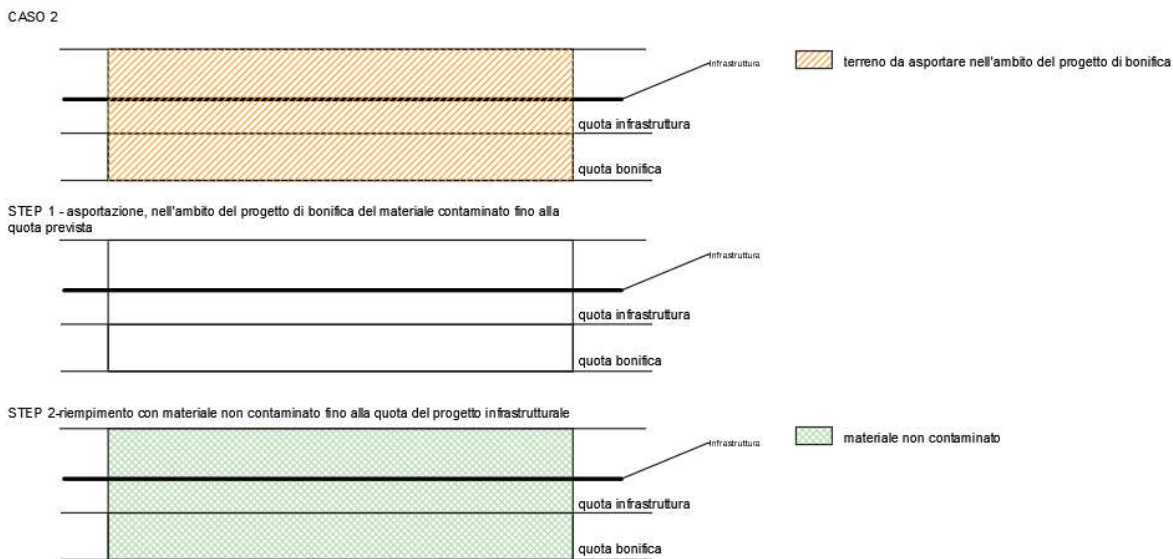 CASO 2
Infrastruttura
terreno da asportare nell'ambito del progetto di bonifica
quota infrastruttura
quota bonifica
STEP 1 - asportazione, nell'ambito del progetto di bonifica del materiale contaminato fino alla
quota prevista
Infrastruttura
quota infrastruttura
quota bonifica
STEP 2-riempimento con materiale non contaminato fino alla quota del progetto infrastrutturale
Infrastruttura
materiale non contaminato
quota infrastruttura
quota bonifica